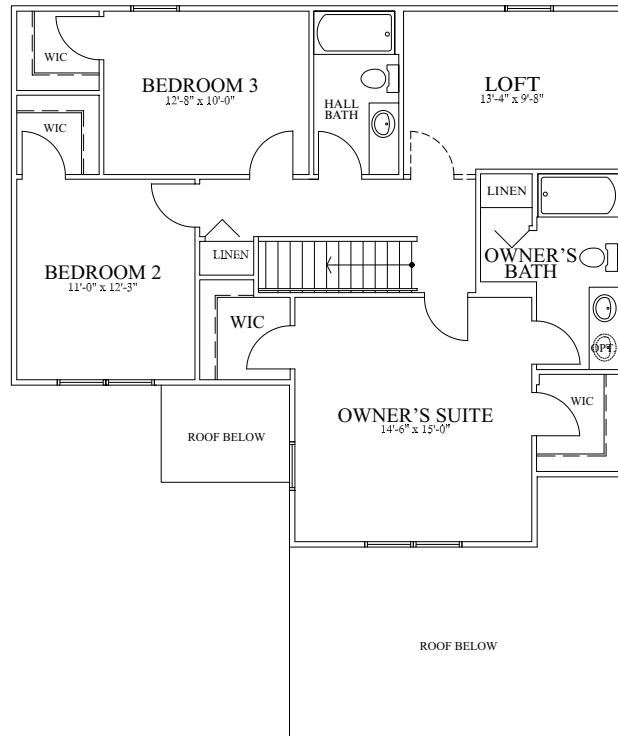 WIC
BEDROOM 3
12'-8" x 10'-0"
HALL
BATH
LOFT
13'-4" x 9'-8"
WIC
LINEN
LINEN
OWNER'S
BATH
BEDROOM 2
11'-0" x 12'-3"
WIC
OPT.
OWNER'S SUITE
14'-6" x 15'-0"
WIC
ROOF BELOW
ROOF BELOW